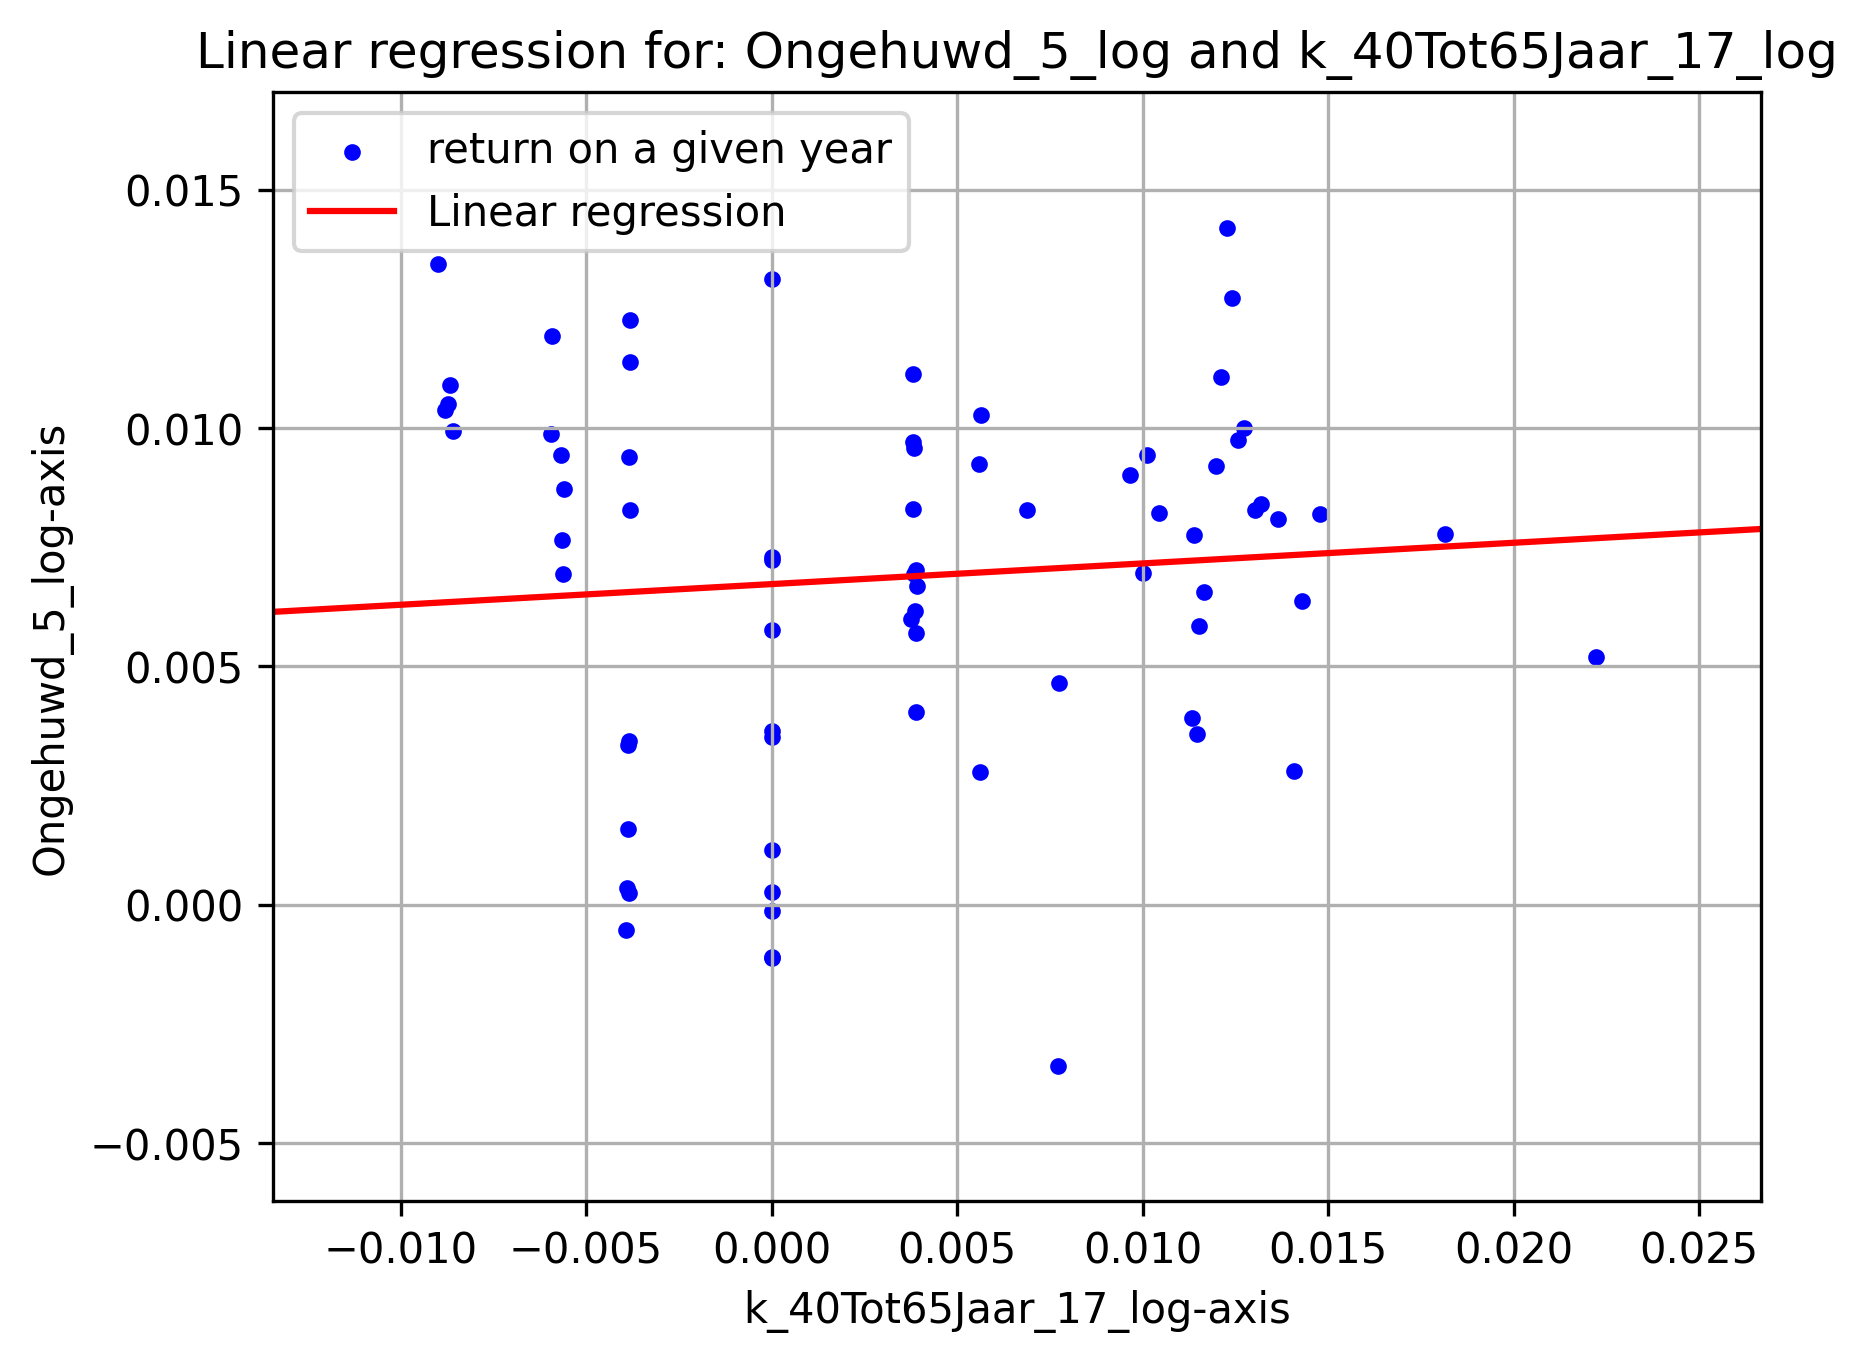 Linear regression for: Ongehuwd_5_log and k_40Tot65Jaar_17_log
return on a given year
Linear regression
0.015
0.010
0.005
0.000
−0.005
Ongehuwd_5_log-axis
−0.010 −0.005 0.000 0.005 0.010 0.015 0.020 0.025
k_40Tot65Jaar_17_log-axis